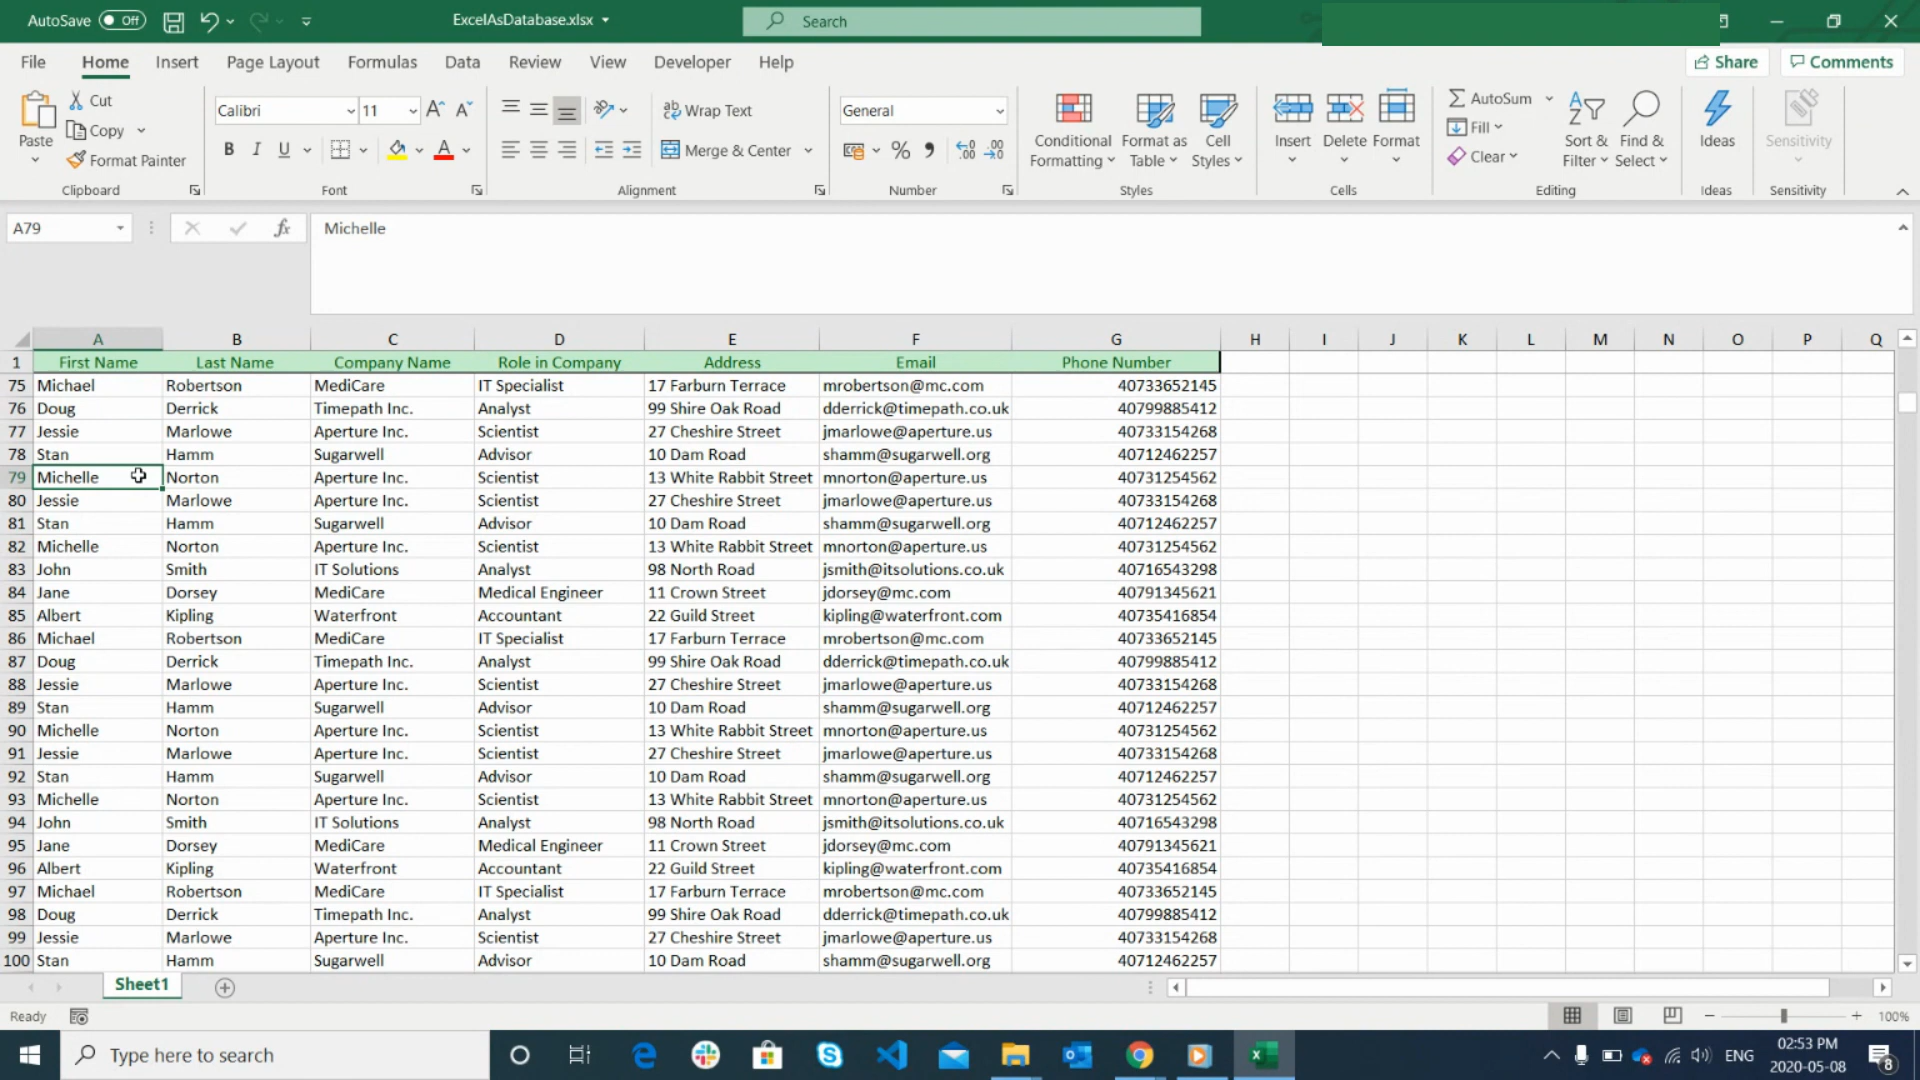 AutoSave Off ExcelAsDatabase.xlsx Search
File Home Insert Page Layout Formulas Data Review View Developer Help Share Comments
Paste Cut Copy Format Painter Clipboard
Calibri 11 B I U A Font
Wrap Text Merge & Center Alignment
General % Number
Conditional Formatting Format as Table Cell Styles Styles
Insert Delete Format Cells
AutoSum Fill Clear Sort & Filter Find & Select Editing
Ideas Ideas
Sensitivity Sensitivity
A79 fx Michelle
A B C D E F G H I J K L M N O P Q
1 First Name Last Name Company Name Role in Company Address Email Phone Number
75 Michael Robertson MediCare IT Specialist 17 Farburn Terrace mrobertson@mc.com 40733652145
76 Doug Derrick Timepath Inc. Analyst 99 Shire Oak Road dderrick@timepath.co.uk 40799885412
77 Jessie Marlowe Aperture Inc. Scientist 27 Cheshire Street jmarlowe@aperture.us 40733154268
78 Stan Hamm Sugarwell Advisor 10 Dam Road shamm@sugarwell.org 40712462257
79 Michelle Norton Aperture Inc. Scientist 13 White Rabbit Street mnorton@aperture.us 40731254562
80 Jessie Marlowe Aperture Inc. Scientist 27 Cheshire Street jmarlowe@aperture.us 40733154268
81 Stan Hamm Sugarwell Advisor 10 Dam Road shamm@sugarwell.org 40712462257
82 Michelle Norton Aperture Inc. Scientist 13 White Rabbit Street mnorton@aperture.us 40731254562
83 John Smith IT Solutions Analyst 98 North Road jsmith@itsolutions.co.uk 40716543298
84 Jane Dorsey MediCare Medical Engineer 11 Crown Street jdorsey@mc.com 40791345621
85 Albert Kipling Waterfront Accountant 22 Guild Street kipling@waterfront.com 40735416854
86 Michael Robertson MediCare IT Specialist 17 Farburn Terrace mrobertson@mc.com 40733652145
87 Doug Derrick Timepath Inc. Analyst 99 Shire Oak Road dderrick@timepath.co.uk 40799885412
88 Jessie Marlowe Aperture Inc. Scientist 27 Cheshire Street jmarlowe@aperture.us 40733154268
89 Stan Hamm Sugarwell Advisor 10 Dam Road shamm@sugarwell.org 40712462257
90 Michelle Norton Aperture Inc. Scientist 13 White Rabbit Street mnorton@aperture.us 40731254562
91 Jessie Marlowe Aperture Inc. Scientist 27 Cheshire Street jmarlowe@aperture.us 40733154268
92 Stan Hamm Sugarwell Advisor 10 Dam Road shamm@sugarwell.org 40712462257
93 Michelle Norton Aperture Inc. Scientist 13 White Rabbit Street mnorton@aperture.us 40731254562
94 John Smith IT Solutions Analyst 98 North Road jsmith@itsolutions.co.uk 40716543298
95 Jane Dorsey MediCare Medical Engineer 11 Crown Street jdorsey@mc.com 40791345621
96 Albert Kipling Waterfront Accountant 22 Guild Street kipling@waterfront.com 40735416854
97 Michael Robertson MediCare IT Specialist 17 Farburn Terrace mrobertson@mc.com 40733652145
98 Doug Derrick Timepath Inc. Analyst 99 Shire Oak Road dderrick@timepath.co.uk 40799885412
99 Jessie Marlowe Aperture Inc. Scientist 27 Cheshire Street jmarlowe@aperture.us 40733154268
100 Stan Hamm Sugarwell Advisor 10 Dam Road shamm@sugarwell.org 40712462257
Sheet1
Ready 100%
Type here to search ENG 02:53 PM
2020-05-08 8